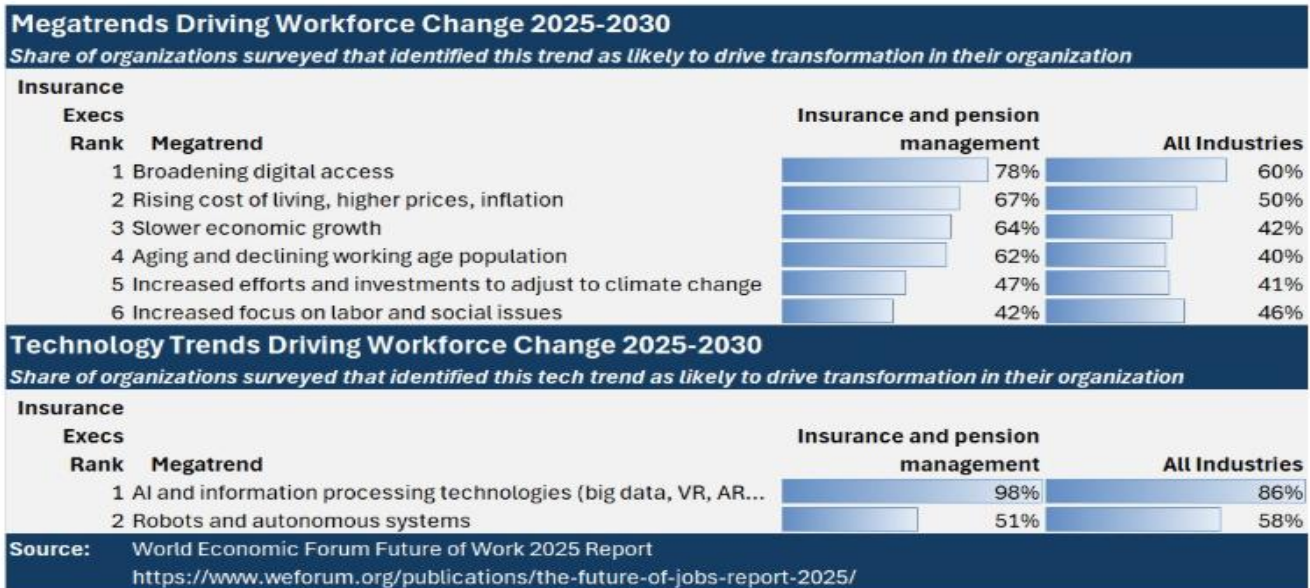 Megatrends Driving Workforce Change 2025-2030
Share of organizations surveyed that identified this trend as likely to drive transformation in their organization
Insurance
Execs Insurance and pension
Rank Megatrend management All Industries
1 Broadening digital access 78% 60%
2 Rising cost of living, higher prices, inflation 67% 50%
3 Slower economic growth 64% 42%
4 Aging and declining working age population 62% 40%
5 Increased efforts and investments to adjust to climate change 47% 41%
6 Increased focus on labor and social issues 42% 46%
Technology Trends Driving Workforce Change 2025-2030
Share of organizations surveyed that identified this tech trend as likely to drive transformation in their organization
Insurance
Execs Insurance and pension
Rank Megatrend management All Industries
1 AI and information processing technologies (big data, VR, AR... 98% 86%
2 Robots and autonomous systems 51% 58%
Source: World Economic Forum Future of Work 2025 Report
https://www.weforum.org/publications/the-future-of-jobs-report-2025/